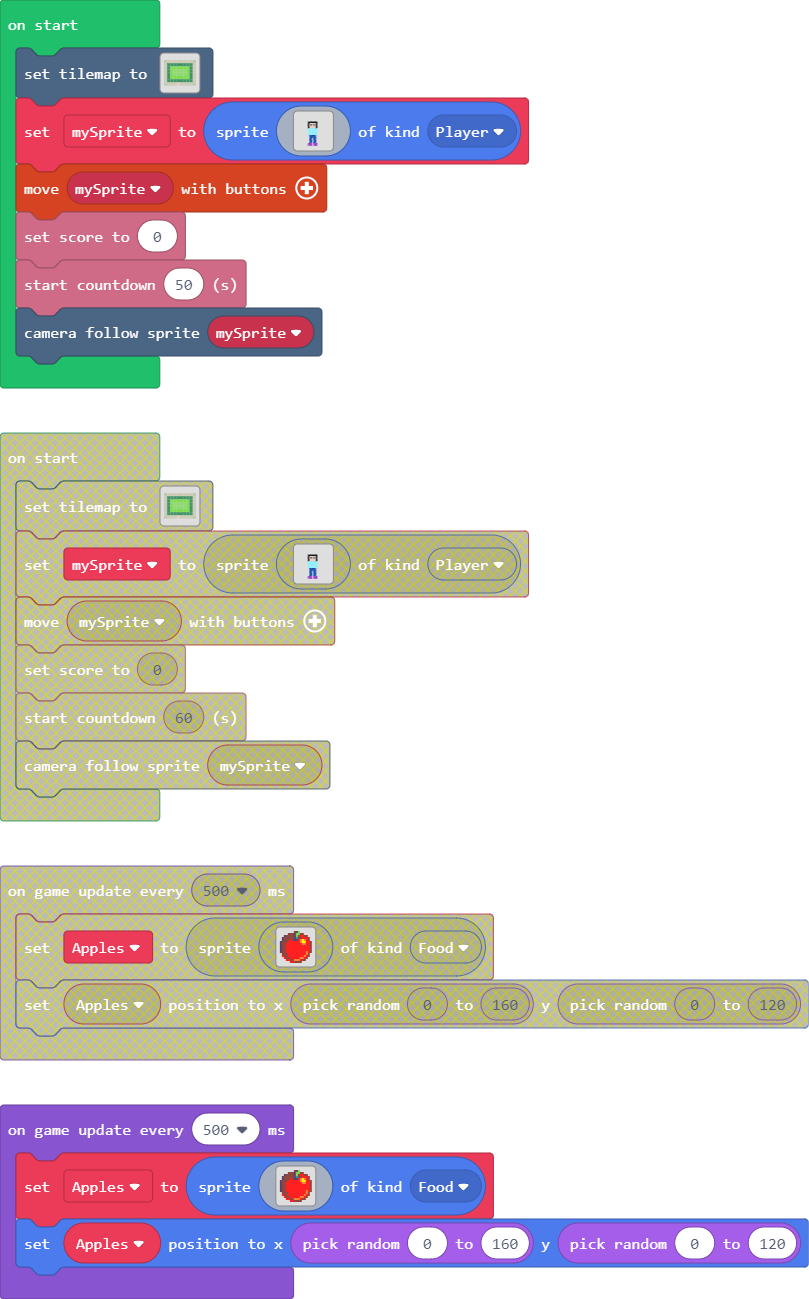 on start
set tilemap to
set mySprite to sprite of kind Player
move mySprite with buttons
set score to 0
start countdown 50 (s)
camera follow sprite mySprite
on start
set tilemap to
set mySprite to sprite of kind Player
move mySprite with buttons
set score to 0
start countdown 60 (s)
camera follow sprite mySprite
on game update every 500 ms
set Apples to sprite of kind Food
set Apples position to x pick random 0 to 160 y pick random 0 to 120
on game update every 500 ms
set Apples to sprite of kind Food
set Apples position to x pick random 0 to 160 y pick random 0 to 120